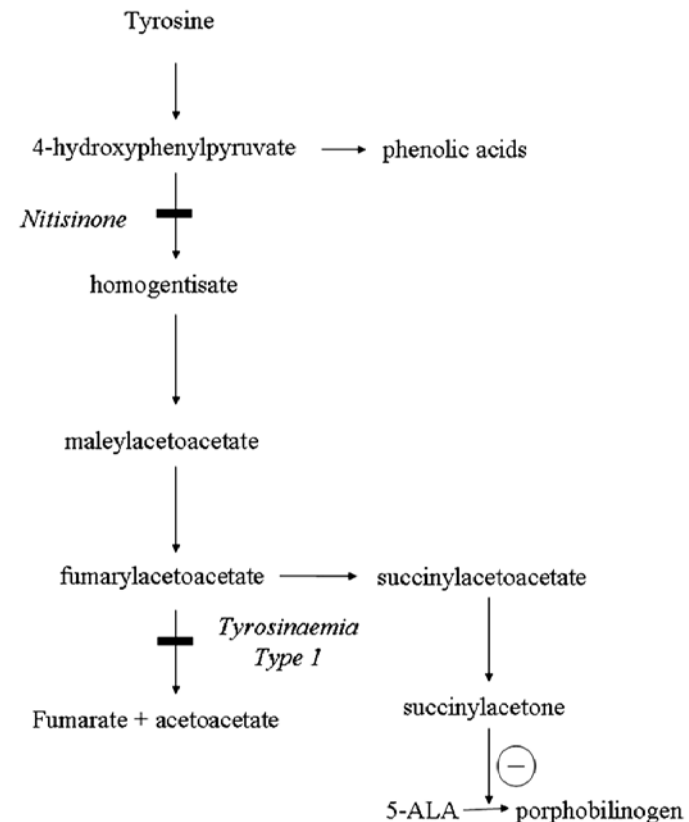 Tyrosine
4-hydroxyphenylpyruvate
phenolic acids
Nitisinone
homogentisate
maleylacetoacetate
fumarylacetoacetate
succinylacetoacetate
Tyrosinaemia
Type 1
Fumarate + acetoacetate
succinylacetone
−
5-ALA
porphobilinogen